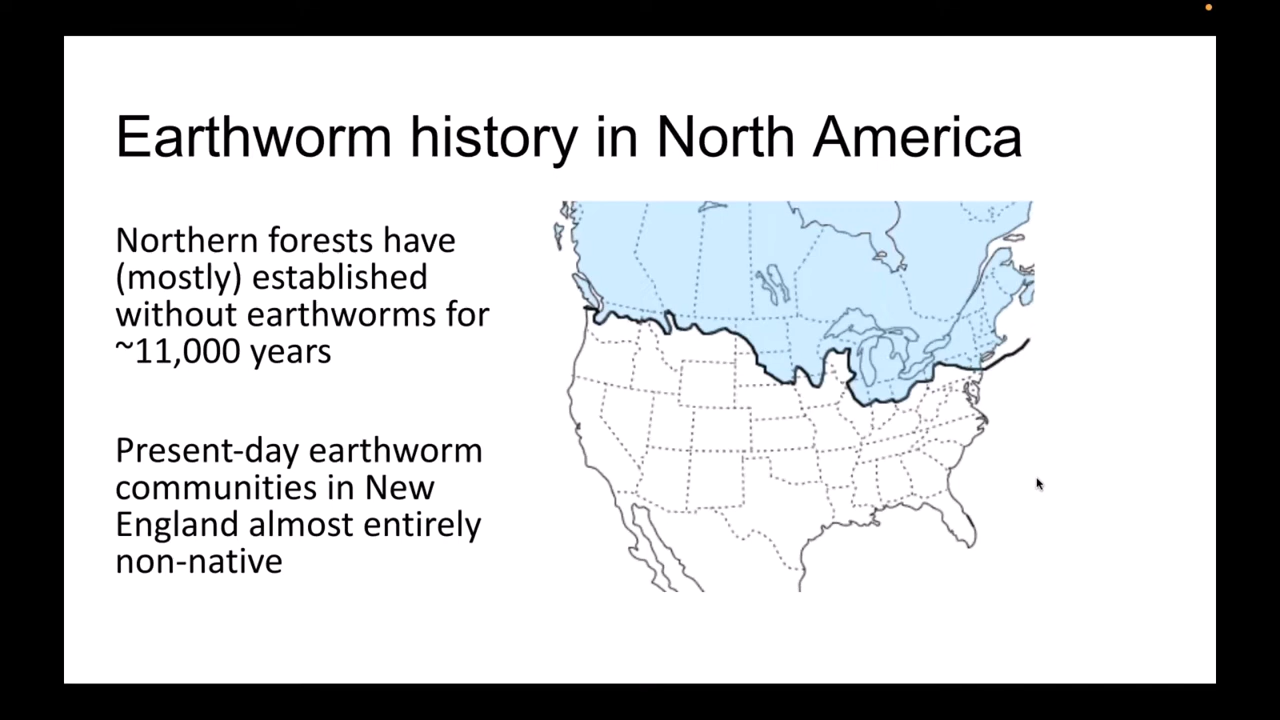 Earthworm history in North America
Northern forests have
(mostly) established
without earthworms for
~11,000 years
Present-day earthworm
communities in New
England almost entirely
non-native